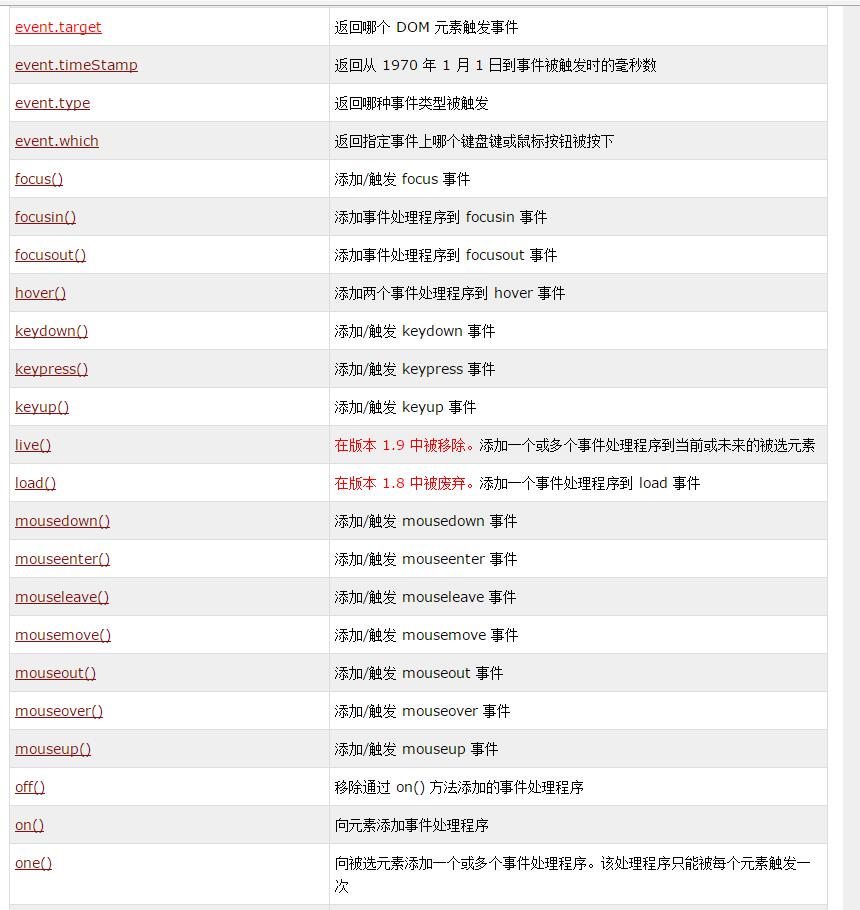 event.target 返回哪个 DOM 元素触发事件
event.timeStamp 返回从 1970 年 1 月 1 日到事件被触发时的毫秒数
event.type 返回哪种事件类型被触发
event.which 返回指定事件上哪个键盘键或鼠标按钮被按下
focus() 添加/触发 focus 事件
focusin() 添加事件处理程序到 focusin 事件
focusout() 添加事件处理程序到 focusout 事件
hover() 添加两个事件处理程序到 hover 事件
keydown() 添加/触发 keydown 事件
keypress() 添加/触发 keypress 事件
keyup() 添加/触发 keyup 事件
live() 在版本 1.9 中被移除。添加一个或多个事件处理程序到当前或未来的被选元素
load() 在版本 1.8 中被废弃。添加一个事件处理程序到 load 事件
mousedown() 添加/触发 mousedown 事件
mouseenter() 添加/触发 mouseenter 事件
mouseleave() 添加/触发 mouseleave 事件
mousemove() 添加/触发 mousemove 事件
mouseout() 添加/触发 mouseout 事件
mouseover() 添加/触发 mouseover 事件
mouseup() 添加/触发 mouseup 事件
off() 移除通过 on() 方法添加的事件处理程序
on() 向元素添加事件处理程序
one() 向被选元素添加一个或多个事件处理程序。该处理程序只能被每个元素触发一
次